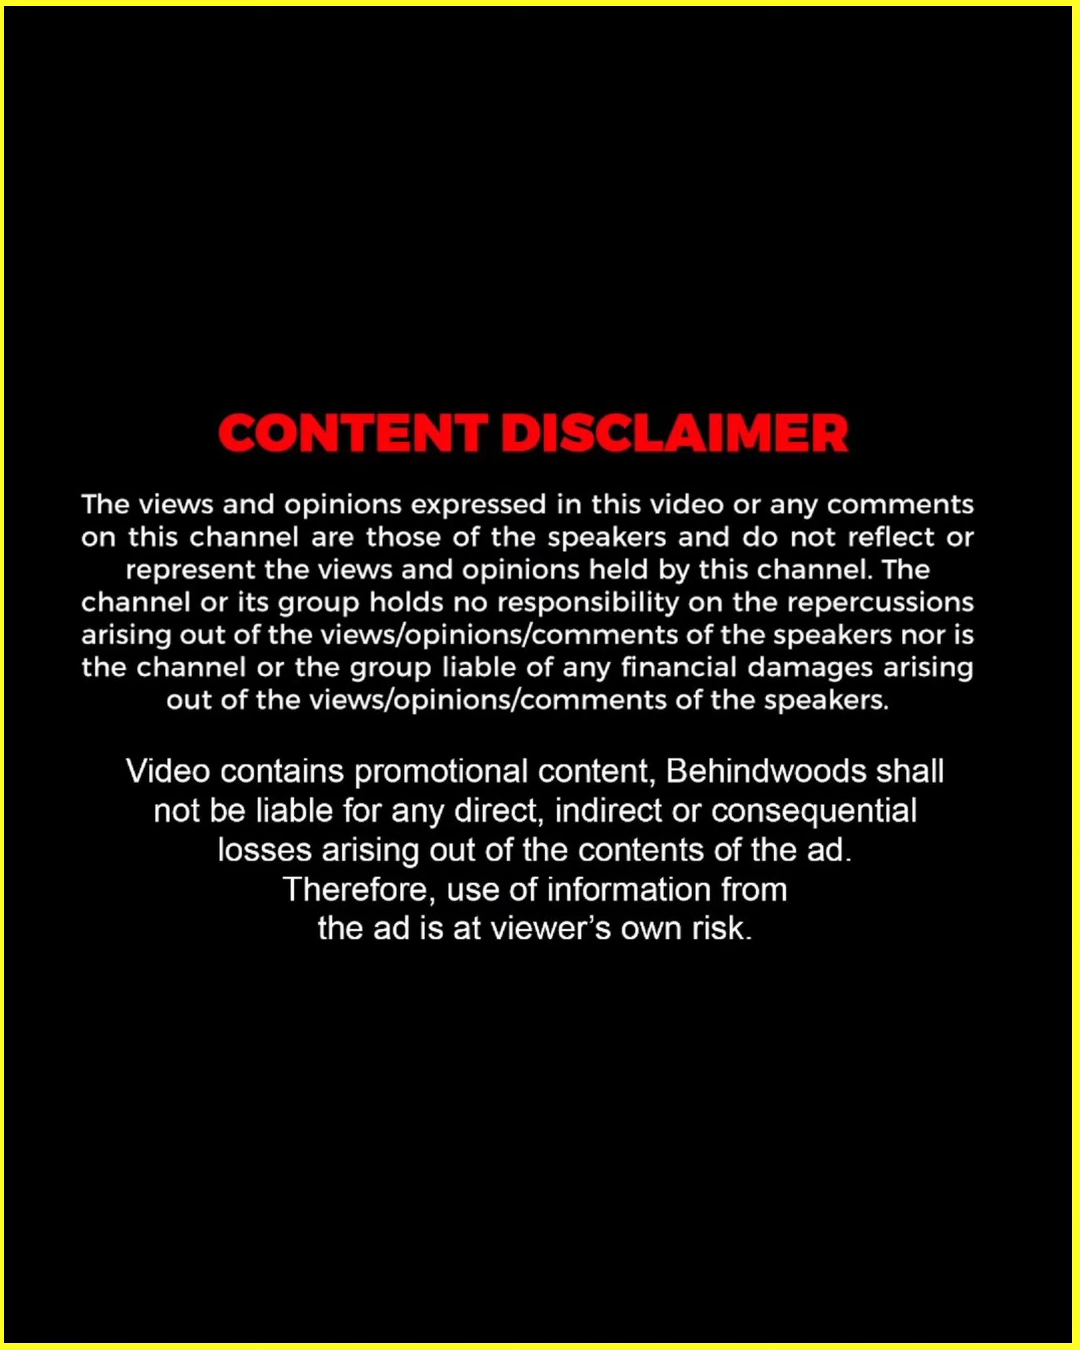 CONTENT DISCLAIMER
The views and opinions expressed in this video or any comments
on this channel are those of the speakers and do not reflect or
represent the views and opinions held by this channel. The
channel or its group holds no responsibility on the repercussions
arising out of the views/opinions/comments of the speakers nor is
the channel or the group liable of any financial damages arising
out of the views/opinions/comments of the speakers.
Video contains promotional content, Behindwoods shall
not be liable for any direct, indirect or consequential
losses arising out of the contents of the ad.
Therefore, use of information from
the ad is at viewer’s own risk.